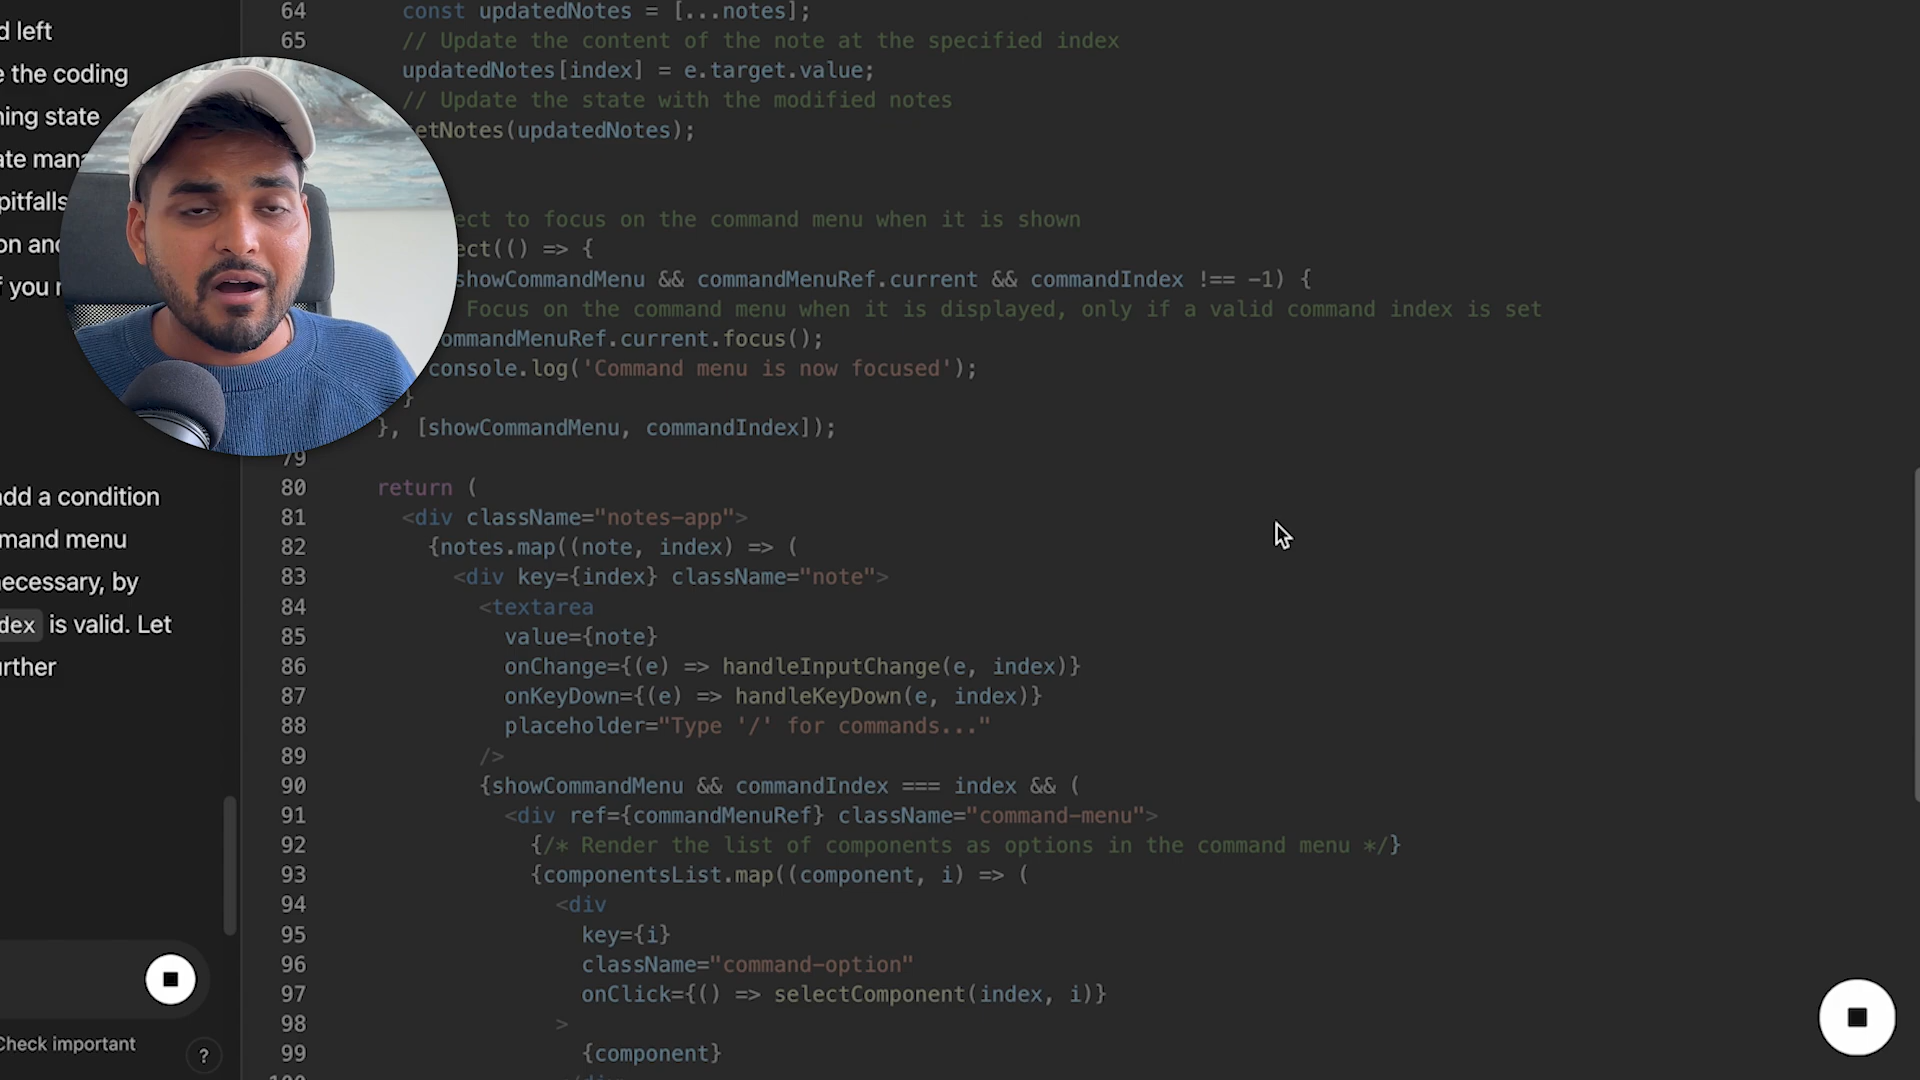 d left
e the coding
ning state
ate mana
pitfalls
on and
f you
add a condition
mand menu
necessary, by
dex is valid. Let
urther
Check important
?
64 const updatedNotes = [...notes];
65 // Update the content of the note at the specified index
updatedNotes[index] = e.target.value;
// Update the state with the modified notes
etNotes(updatedNotes);
ect to focus on the command menu when it is shown
ect(() => {
showCommandMenu && commandMenuRef.current && commandIndex !== -1) {
Focus on the command menu when it is displayed, only if a valid command index is set
ommandMenuRef.current.focus();
console.log('Command menu is now focused');
}
}, [showCommandMenu, commandIndex]);
79
80 return (
81 <div className="notes-app">
82 {notes.map((note, index) => (
83 <div key={index} className="note">
84 <textarea
85 value={note}
86 onChange={(e) => handleInputChange(e, index)}
87 onKeyDown={(e) => handleKeyDown(e, index)}
88 placeholder="Type '/' for commands..."
89 />
90 {showCommandMenu && commandIndex === index && (
91 <div ref={commandMenuRef} className="command-menu">
92 {/* Render the list of components as options in the command menu */}
93 {componentsList.map((component, i) => (
94 <div
95 key={i}
96 className="command-option"
97 onClick={() => selectComponent(index, i)}
98 >
99 {component}